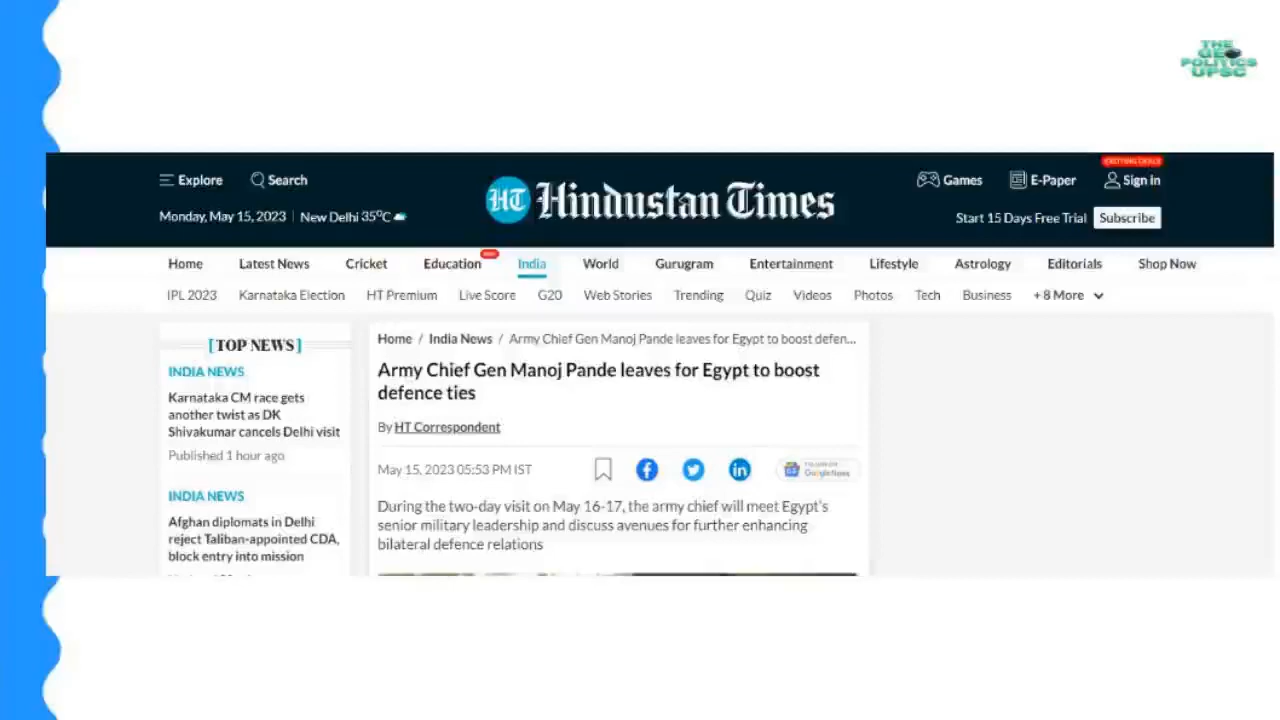 THE
GEO
POLITICS
UPSC
Explore
Search
HT Hindustan Times
Games
E-Paper
Sign in
Monday, May 15, 2023 | New Delhi 35°C
Start 15 Days Free Trial
Subscribe
Home Latest News Cricket Education India World Gurugram Entertainment Lifestyle Astrology Editorials Shop Now
IPL 2023 Karnataka Election HT Premium Live Score G20 Web Stories Trending Quiz Videos Photos Tech Business + 8 More
[TOP NEWS]
INDIA NEWS
Karnataka CM race gets
another twist as DK
Shivakumar cancels Delhi visit
Published 1 hour ago
INDIA NEWS
Afghan diplomats in Delhi
reject Taliban-appointed CDA,
block entry into mission
Home / India News / Army Chief Gen Manoj Pande leaves for Egypt to boost defen...
Army Chief Gen Manoj Pande leaves for Egypt to boost
defence ties
By HT Correspondent
May 15, 2023 05:53 PM IST
Google News
During the two-day visit on May 16-17, the army chief will meet Egypt's
senior military leadership and discuss avenues for further enhancing
bilateral defence relations